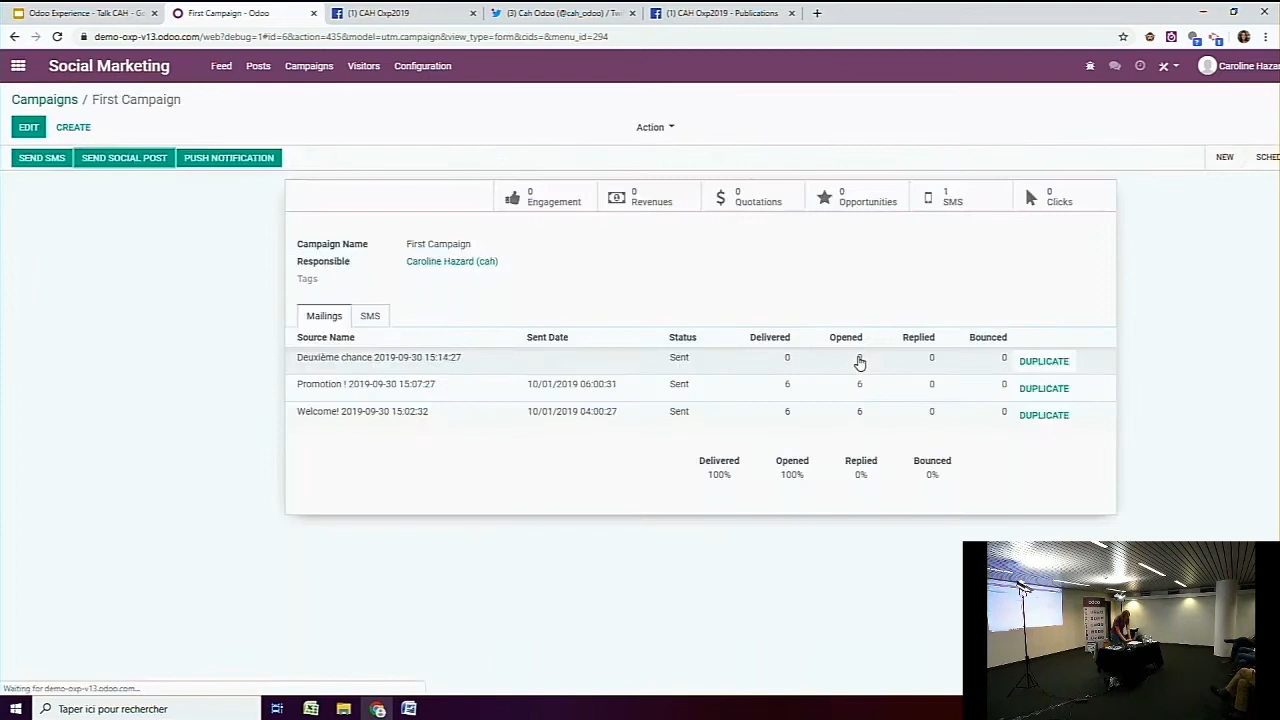 Odoo Experience - Talk CAH - Go
First Campaign - Odoo
(1) CAH Oxp2019
(3) Cah Odoo (@cah_odoo) / Twi
(1) CAH Oxp2019 - Publications
demo-oxp-v13.odoo.com/web?debug=1#id=6&action=435&model=utm.campaign&view_type=form&cids=&menu_id=294
Social Marketing
Feed
Posts
Campaigns
Visitors
Configuration
Caroline Hazar
Campaigns / First Campaign
EDIT
CREATE
Action
SEND SMS
SEND SOCIAL POST
PUSH NOTIFICATION
NEW
SCHED
0 Engagement
0 Revenues
0 Quotations
0 Opportunities
1 SMS
0 Clicks
Campaign Name First Campaign
Responsible Caroline Hazard (cah)
Tags
Mailings SMS
Source Name Sent Date Status Delivered Opened Replied Bounced
Deuxième chance 2019-09-30 15:14:27 Sent 0 0 0 DUPLICATE
Promotion ! 2019-09-30 15:07:27 10/01/2019 06:00:31 Sent 6 6 0 0 DUPLICATE
Welcome! 2019-09-30 15:02:32 10/01/2019 04:00:27 Sent 6 6 0 0 DUPLICATE
Delivered Opened Replied Bounced
100% 100% 0% 0%
odoo
Waiting for demo-oxp-v13.odoo.com...
Taper ici pour rechercher